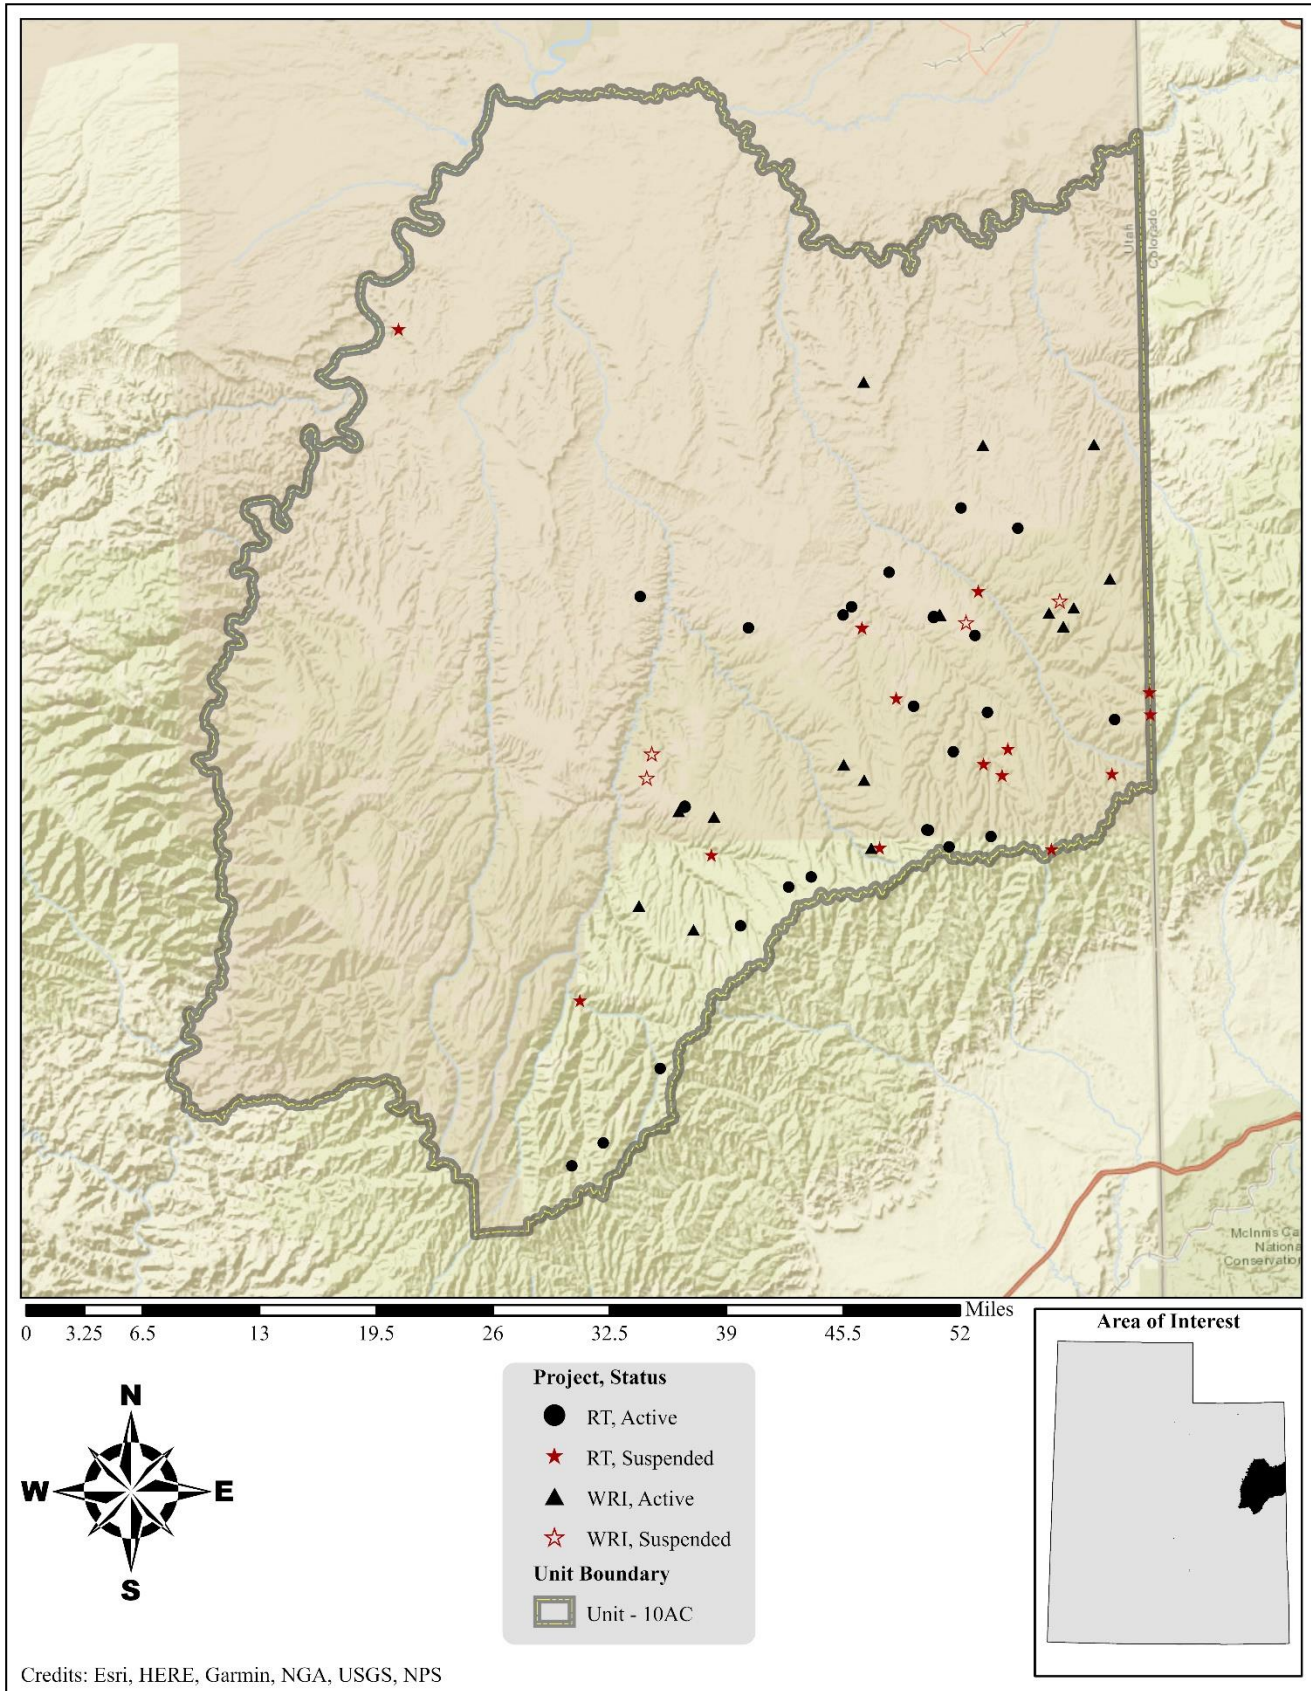 Utah
Colorado
McInnis Ca
Nationa
Conservatio
Miles
0 3.25 6.5 13 19.5 26 32.5 39 45.5 52
Area of Interest
N
W E
S
Project, Status
RT, Active
RT, Suspended
WRI, Active
WRI, Suspended
Unit Boundary
Unit - 10AC
Credits: Esri, HERE, Garmin, NGA, USGS, NPS